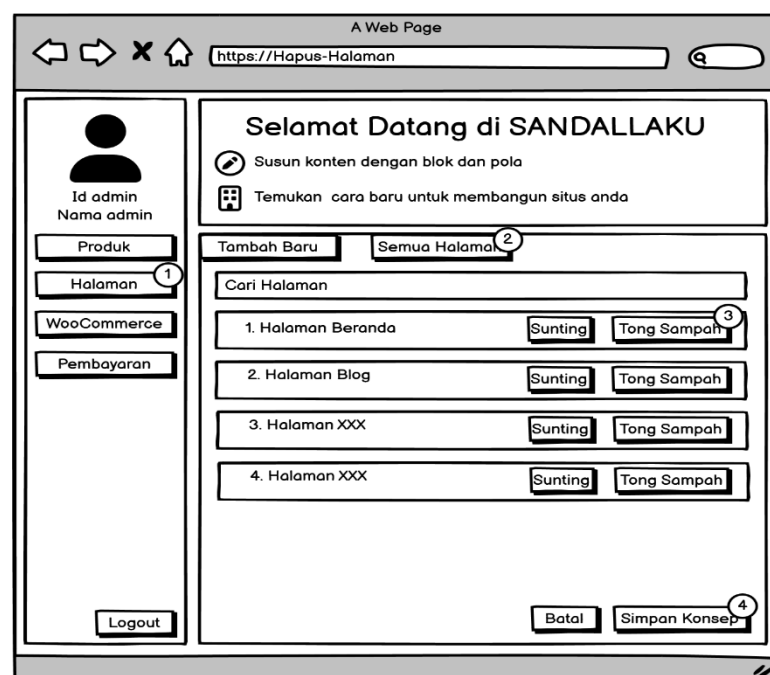 A Web Page
https://Hapus-Halaman
Id admin
Nama admin
Produk
Halaman
1
WooCommerce
Pembayaran
Logout
Selamat Datang di SANDALLAKU
Susun konten dengan blok dan pola
Temukan cara baru untuk membangun situs anda
Tambah Baru
Semua Halaman
2
Cari Halaman
1. Halaman Beranda
Sunting
Tong Sampah
3
2. Halaman Blog
Sunting
Tong Sampah
3. Halaman XXX
Sunting
Tong Sampah
4. Halaman XXX
Sunting
Tong Sampah
Batal
Simpan Konsep
4